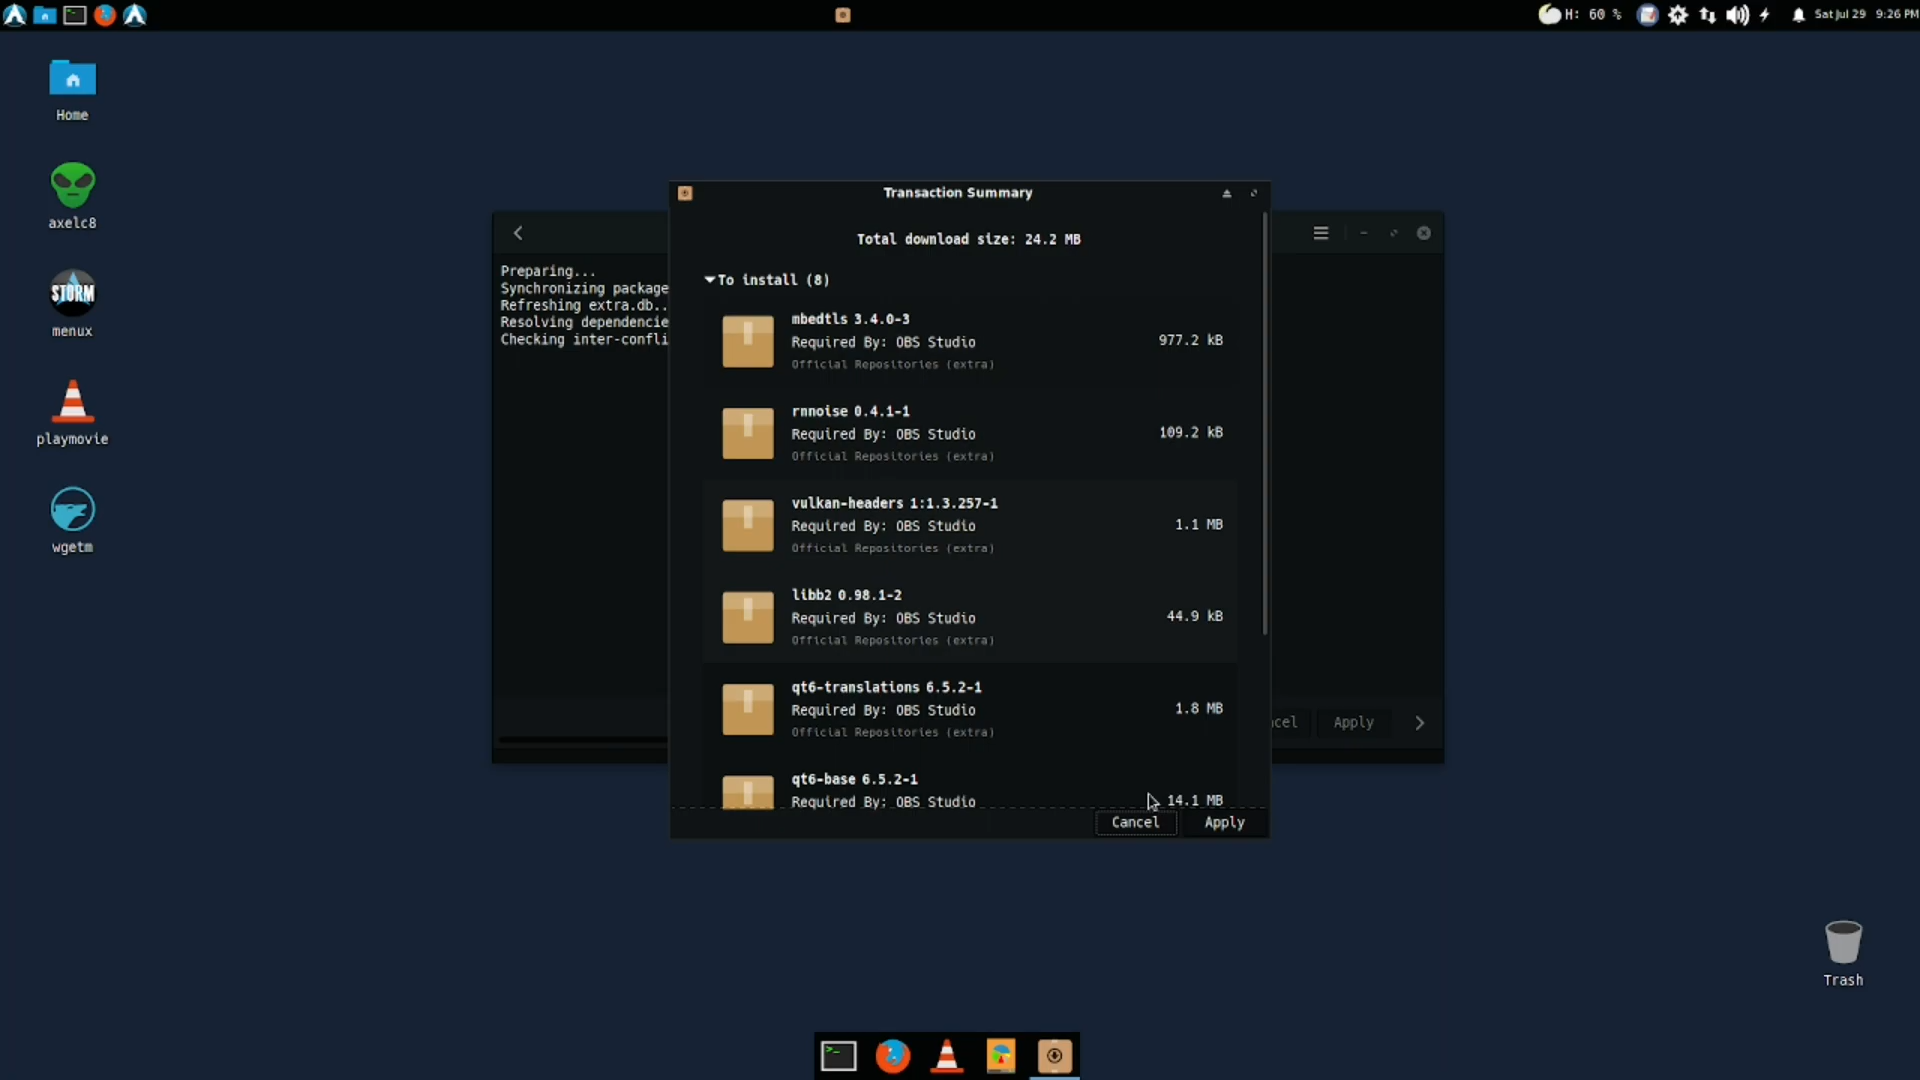 H: 60 %
Sat Jul 29 9:26 PM
Home
axelc8
STORM
menux
playmovie
wgetm
Preparing...
Synchronizing package
Refreshing extra.db..
Resolving dependencie
Checking inter-confli
Transaction Summary
Total download size: 24.2 MB
To install (8)
mbedtls 3.4.0-3
Required By: OBS Studio
977.2 kB
Official Repositories (extra)
rnnoise 0.4.1-1
Required By: OBS Studio
109.2 kB
Official Repositories (extra)
vulkan-headers 1:1.3.257-1
Required By: OBS Studio
1.1 MB
Official Repositories (extra)
libb2 0.98.1-2
Required By: OBS Studio
44.9 kB
Official Repositories (extra)
qt6-translations 6.5.2-1
Required By: OBS Studio
1.8 MB
Official Repositories (extra)
qt6-base 6.5.2-1
Required By: OBS Studio
14.1 MB
Cancel
Apply
cel
Apply
Trash